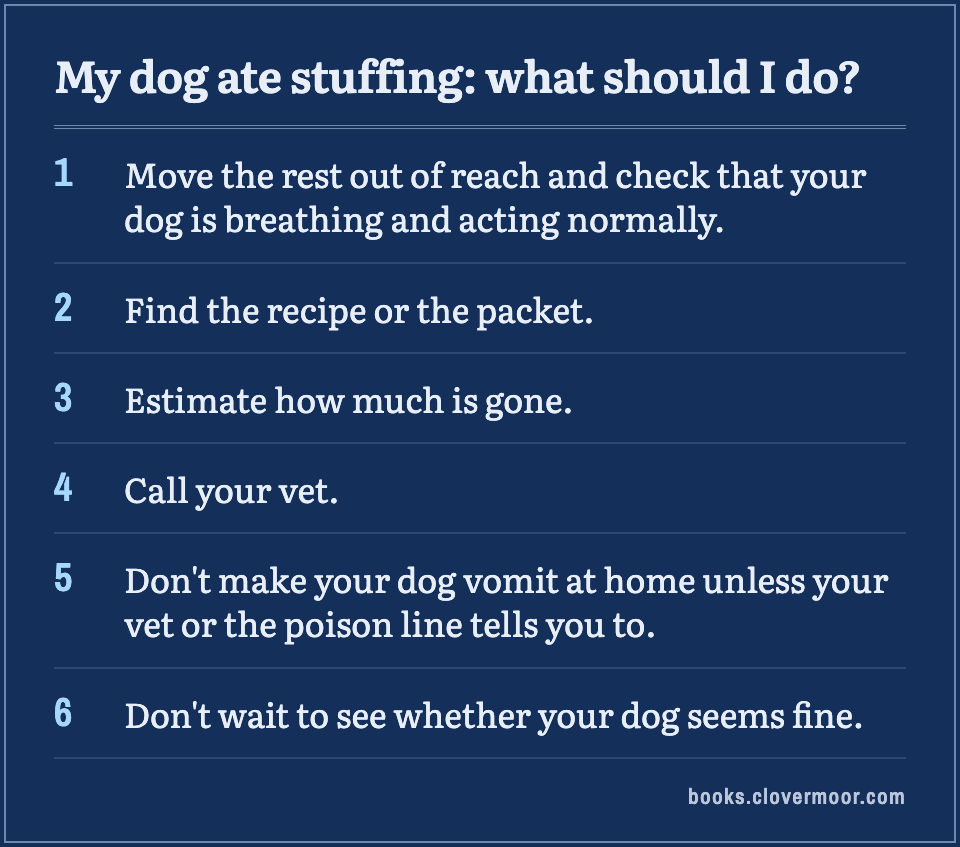 My dog ate stuffing: what should I do?
1 Move the rest out of reach and check that your
dog is breathing and acting normally.
2 Find the recipe or the packet.
3 Estimate how much is gone.
4 Call your vet.
5 Don't make your dog vomit at home unless your
vet or the poison line tells you to.
6 Don't wait to see whether your dog seems fine.
books.clovermoor.com